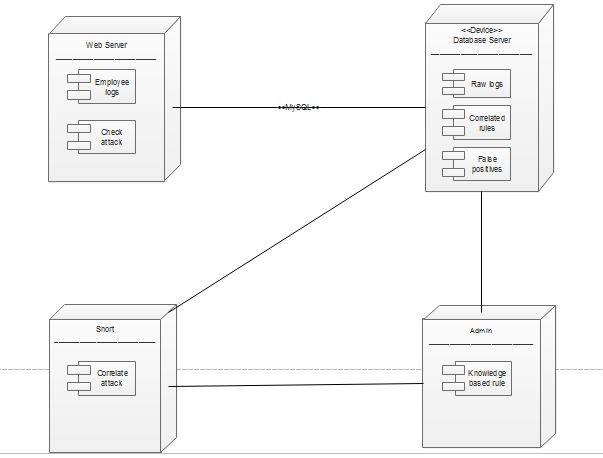 Web Server
Employee
logs
Check
attack
<<MySQL>>
<<Device>>
Database Server
Raw logs
Correlated
rules
False
positives
Snort
Correlate
attack
Admin
Knowledge
based rule